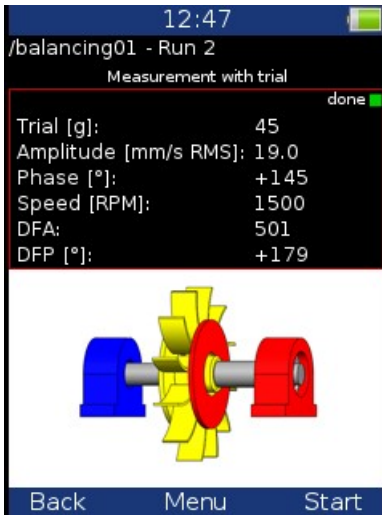 12:47
/balancing01 - Run 2
Measurement with trial
done
Trial [g]: 45
Amplitude [mm/s RMS]: 19.0
Phase [°]: +145
Speed [RPM]: 1500
DFA: 501
DFP [°]: +179
Back Menu Start